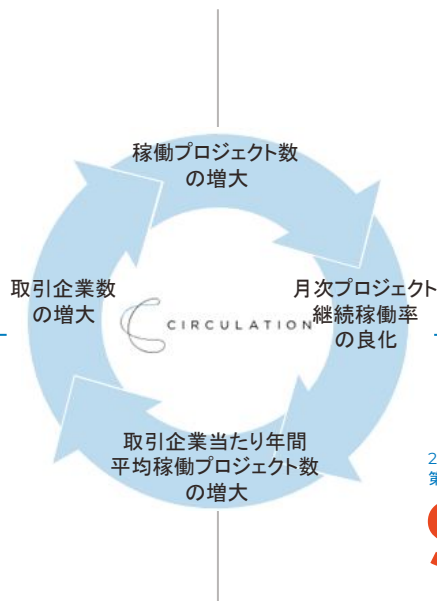 稼働プロジェクト数
の増大
取引企業数
の増大
CIRCULATION
月次プロジェクト
継続稼働率
の良化
取引企業当たり年間
平均稼働プロジェクト数
の増大
2
第